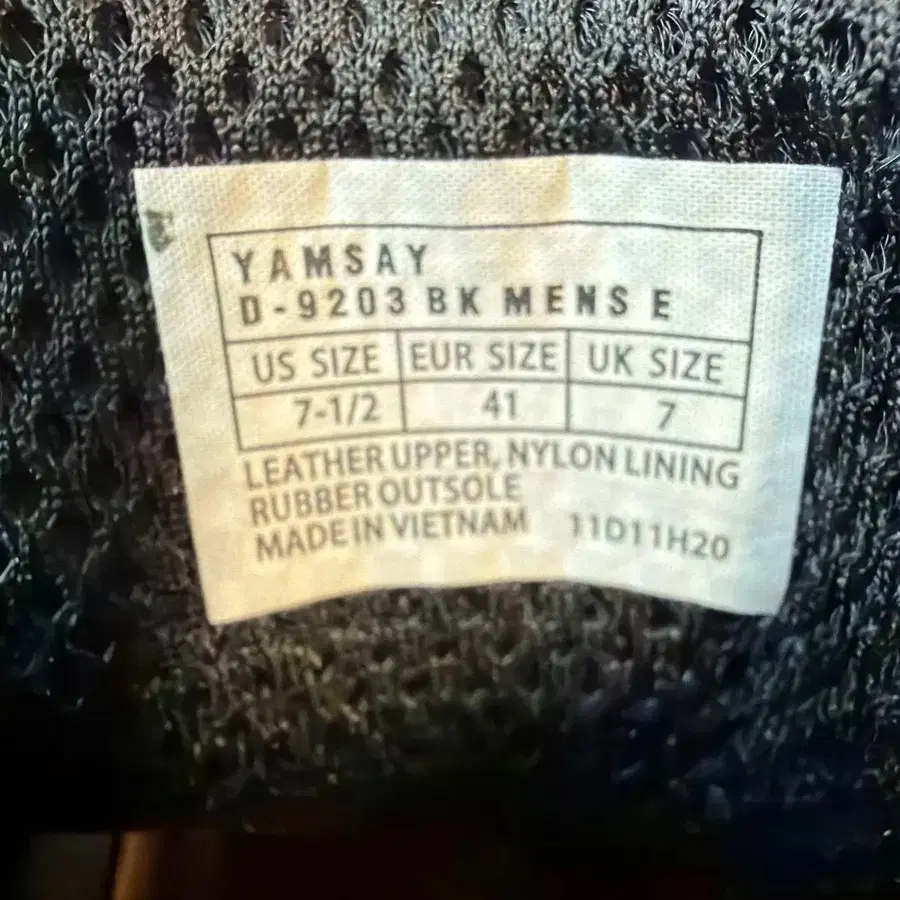 YAMSAY
D-9203 BK MENS E
US SIZE EUR SIZE UK SIZE
7-1/2 41 7
LEATHER UPPER, NYLON LINING
RUBBER OUTSOLE
MADE IN VIETNAM 11D11H20